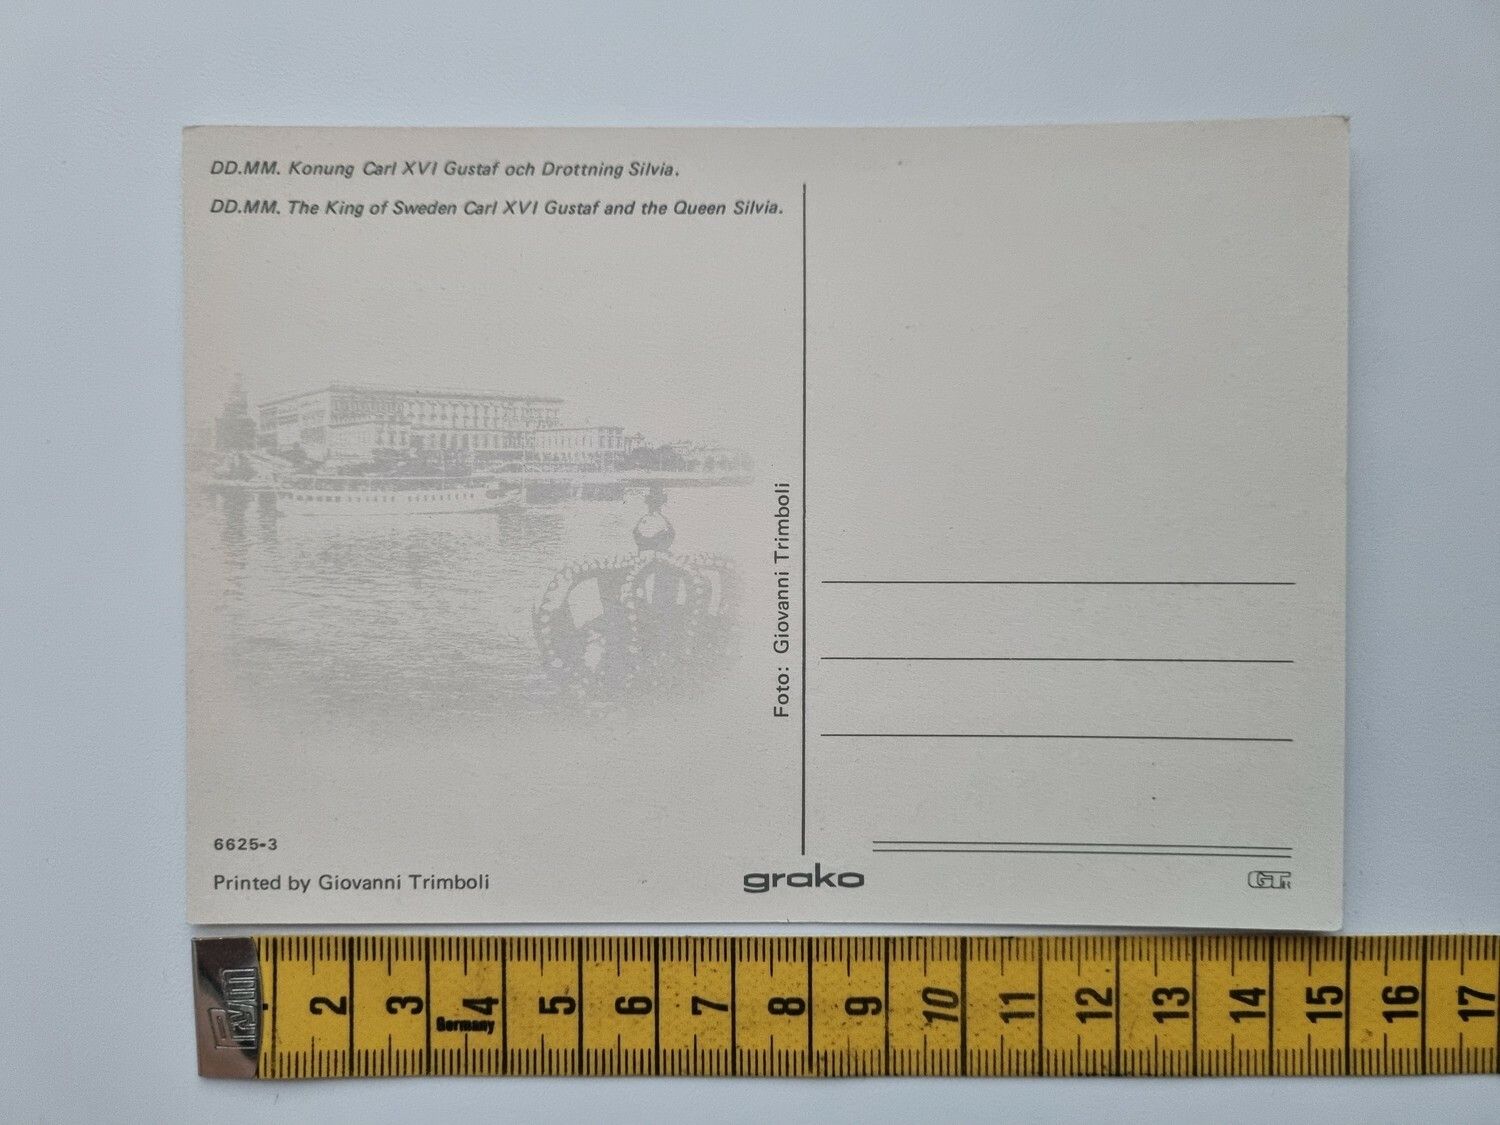 DD.MM. Konung Carl XVI Gustaf och Drottning Silvia.
DD.MM. The King of Sweden Carl XVI Gustaf and the Queen Silvia.
Foto: Giovanni Trimboli
6625-3
Printed by Giovanni Trimboli
grako
GTR
Prym
2 3 4 5 6 7 8 9 10 11 12 13 14 15 16 17
Germany